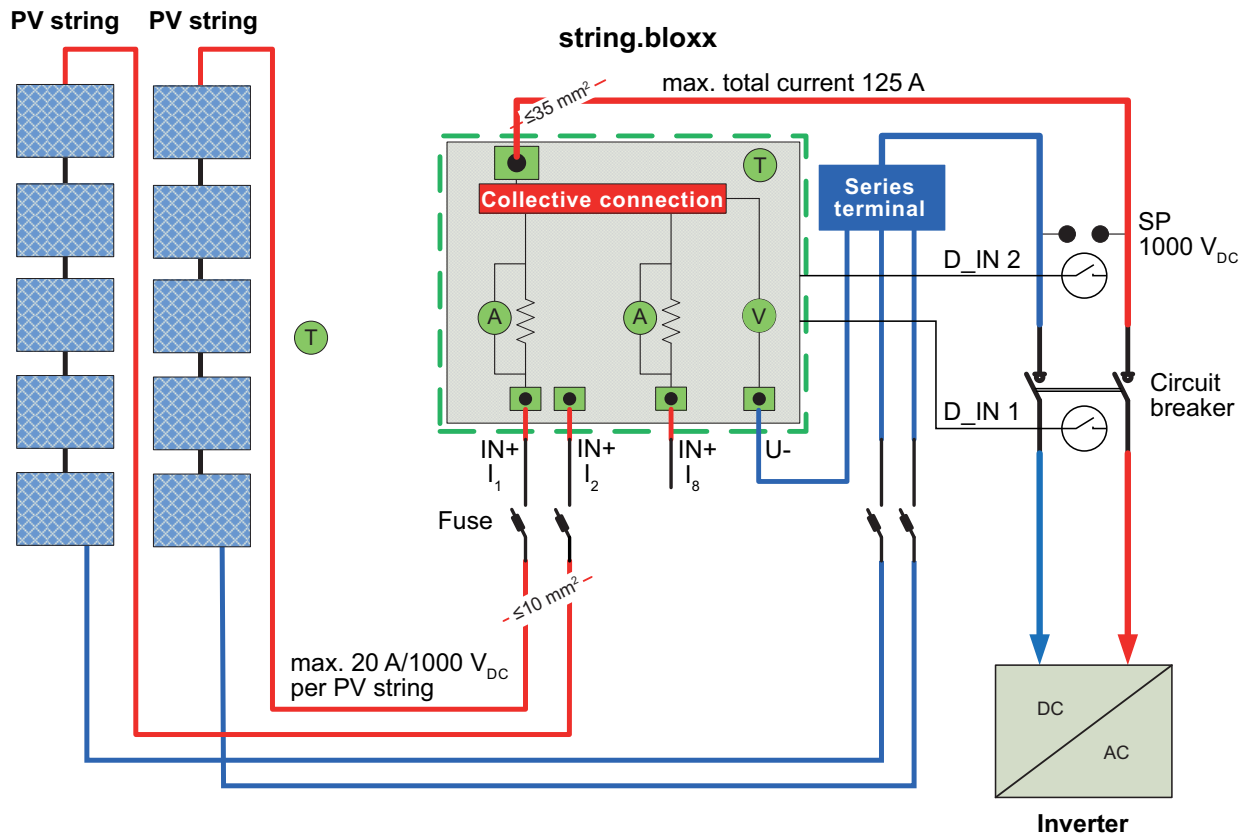 PV string
PV string
string.bloxx
max. total current 125 A
≤35 mm²
T
Collective connection
Series
terminal
SP
1000 V_DC
D_IN 2
A
A
V
T
Circuit
breaker
D_IN 1
IN+
I₁
IN+
I₂
IN+
I₈
U-
Fuse
≤10 mm²
max. 20 A/1000 V_DC
per PV string
DC
AC
Inverter